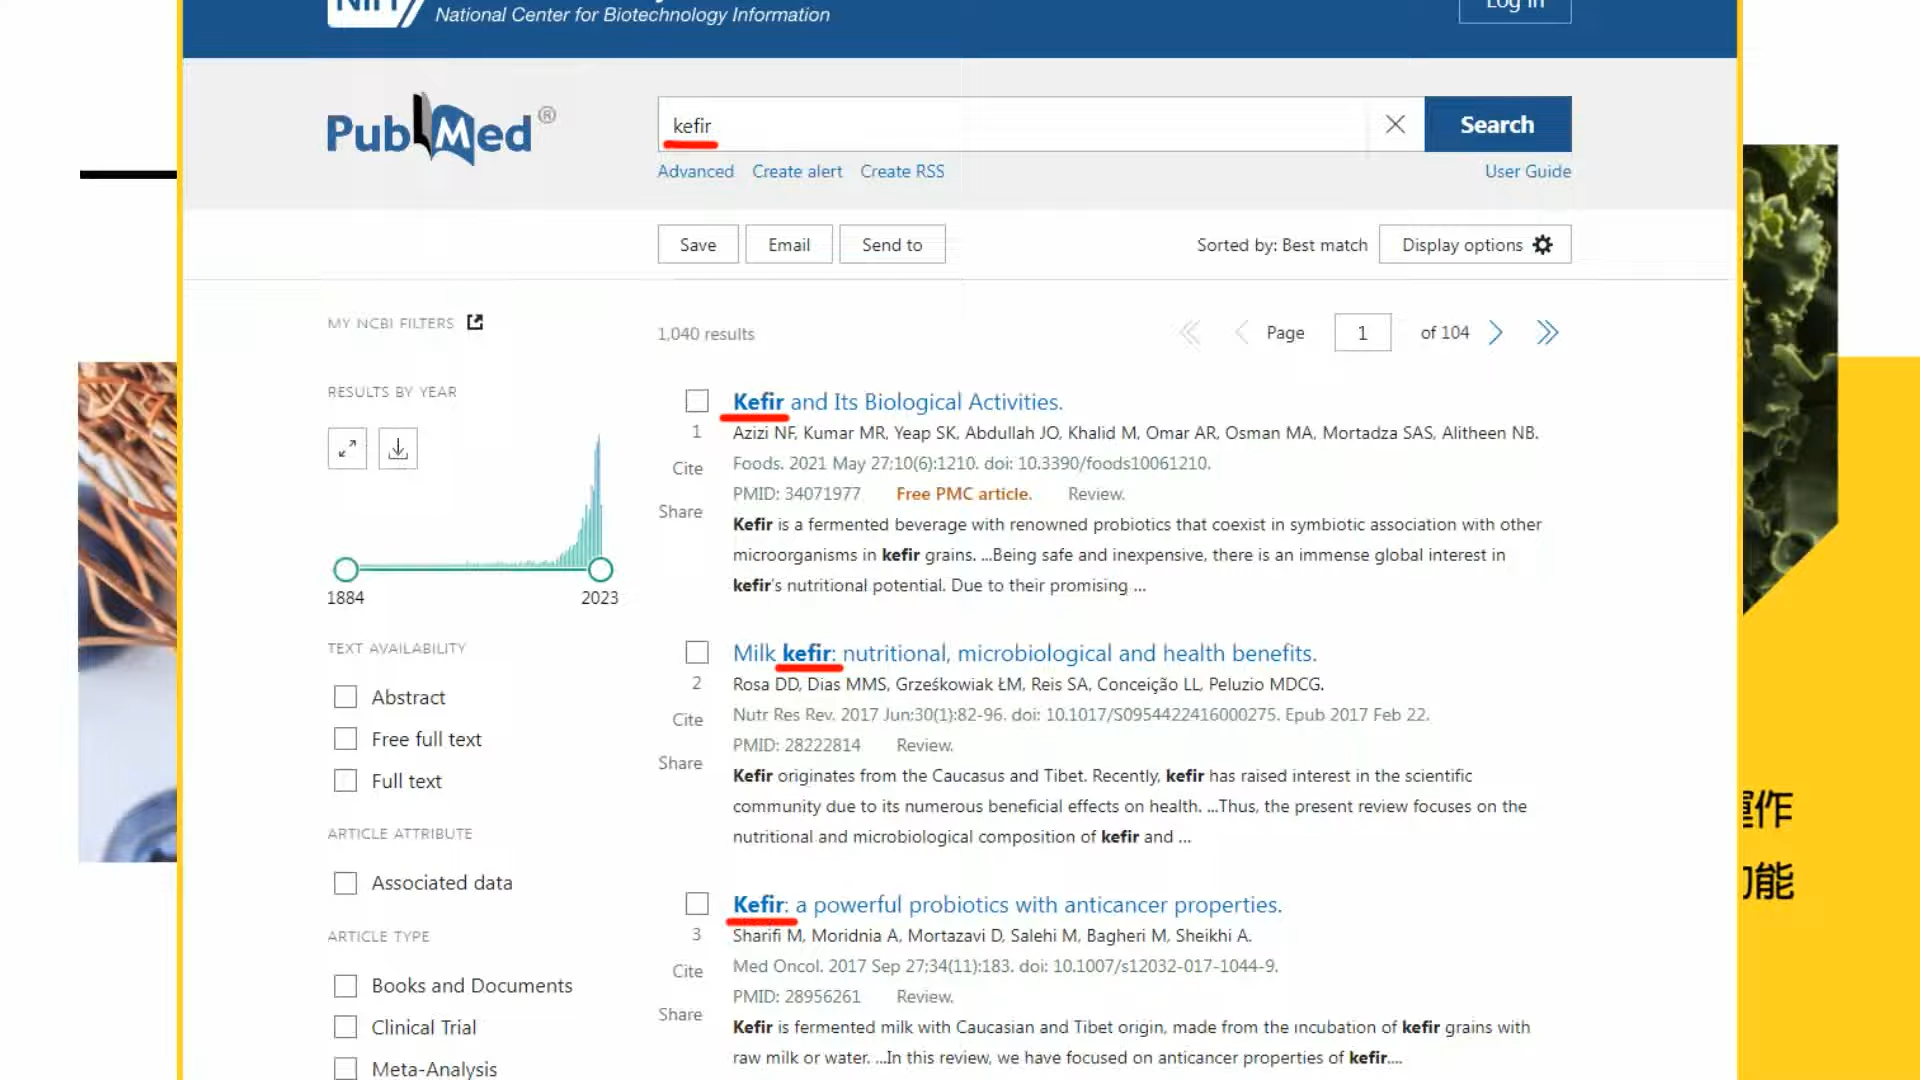 National Center for Biotechnology Information
Log in
PubMed®
kefir
Search
Advanced
Create alert
Create RSS
User Guide
Save
Email
Send to
Sorted by: Best match
Display options
MY NCBI FILTERS
1,040 results
Page
1
of 104
RESULTS BY YEAR
1884
2023
TEXT AVAILABILITY
Abstract
Free full text
Full text
ARTICLE ATTRIBUTE
Associated data
ARTICLE TYPE
Books and Documents
Clinical Trial
Meta-Analysis
Kefir and Its Biological Activities.
1
Cite
Share
Azizi NF, Kumar MR, Yeap SK, Abdullah JO, Khalid M, Omar AR, Osman MA, Mortadza SAS, Alitheen NB.
Foods. 2021 May 27;10(6):1210. doi: 10.3390/foods10061210.
PMID: 34071977 Free PMC article. Review.
Kefir is a fermented beverage with renowned probiotics that coexist in symbiotic association with other
microorganisms in kefir grains. ...Being safe and inexpensive, there is an immense global interest in
kefir's nutritional potential. Due to their promising ...
Milk kefir: nutritional, microbiological and health benefits.
2
Cite
Share
Rosa DD, Dias MMS, Grześkowiak ŁM, Reis SA, Conceição LL, Peluzio MDCG.
Nutr Res Rev. 2017 Jun;30(1):82-96. doi: 10.1017/S0954422416000275. Epub 2017 Feb 22.
PMID: 28222814 Review.
Kefir originates from the Caucasus and Tibet. Recently, kefir has raised interest in the scientific
community due to its numerous beneficial effects on health. ...Thus, the present review focuses on the
nutritional and microbiological composition of kefir and ...
Kefir: a powerful probiotics with anticancer properties.
3
Cite
Share
Sharifi M, Moridnia A, Mortazavi D, Salehi M, Bagheri M, Sheikhi A.
Med Oncol. 2017 Sep 27;34(11):183. doi: 10.1007/s12032-017-1044-9.
PMID: 28956261 Review.
Kefir is fermented milk with Caucasian and Tibet origin, made from the incubation of kefir grains with
raw milk or water. ...In this review, we have focused on anticancer properties of kefir....
作
能